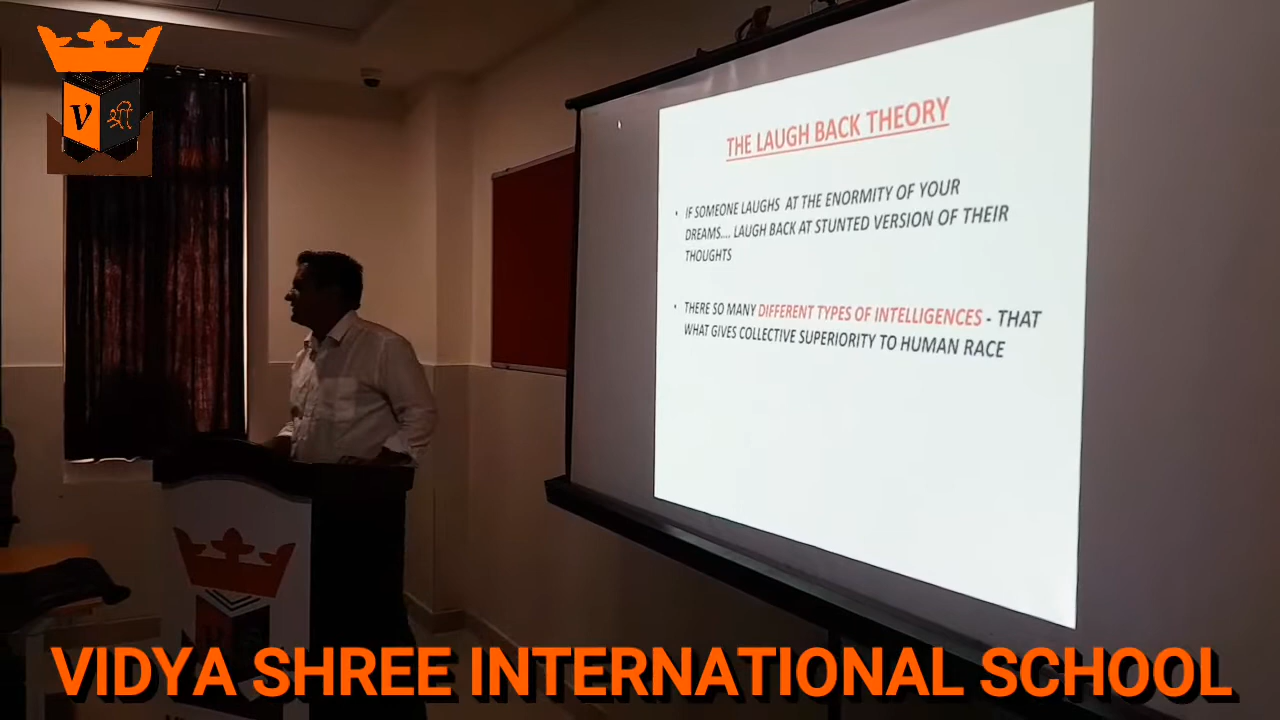 V श्री
THE LAUGH BACK THEORY
• IF SOMEONE LAUGHS AT THE ENORMITY OF YOUR
DREAMS.... LAUGH BACK AT STUNTED VERSION OF THEIR
THOUGHTS
• THERE SO MANY DIFFERENT TYPES OF INTELLIGENCES - THAT
WHAT GIVES COLLECTIVE SUPERIORITY TO HUMAN RACE
VIDYA SHREE INTERNATIONAL SCHOOL